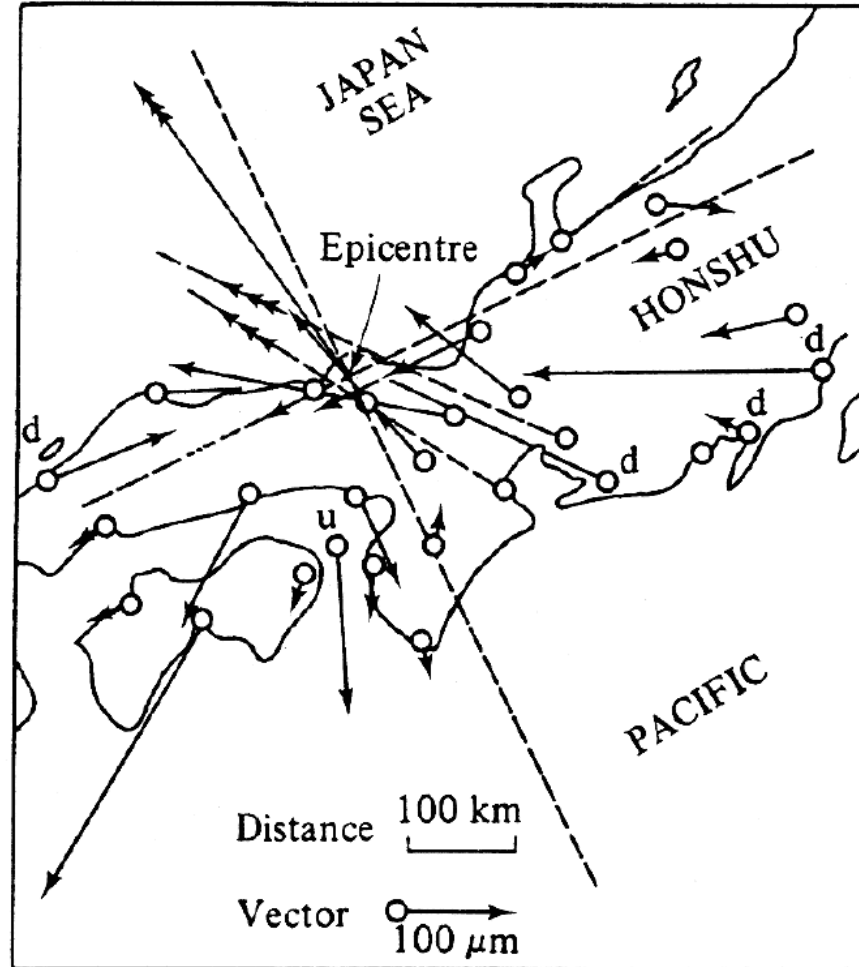 JAPAN
SEA
Epicentre
HONSHU
d
d
d
d
u
PACIFIC
Distance 100 km
Vector 100 μm